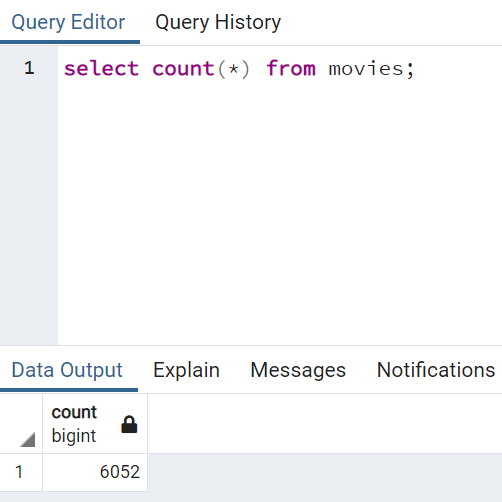 Query Editor Query History
1 select count(*) from movies;
Data Output Explain Messages Notifications
count
bigint
1 6052